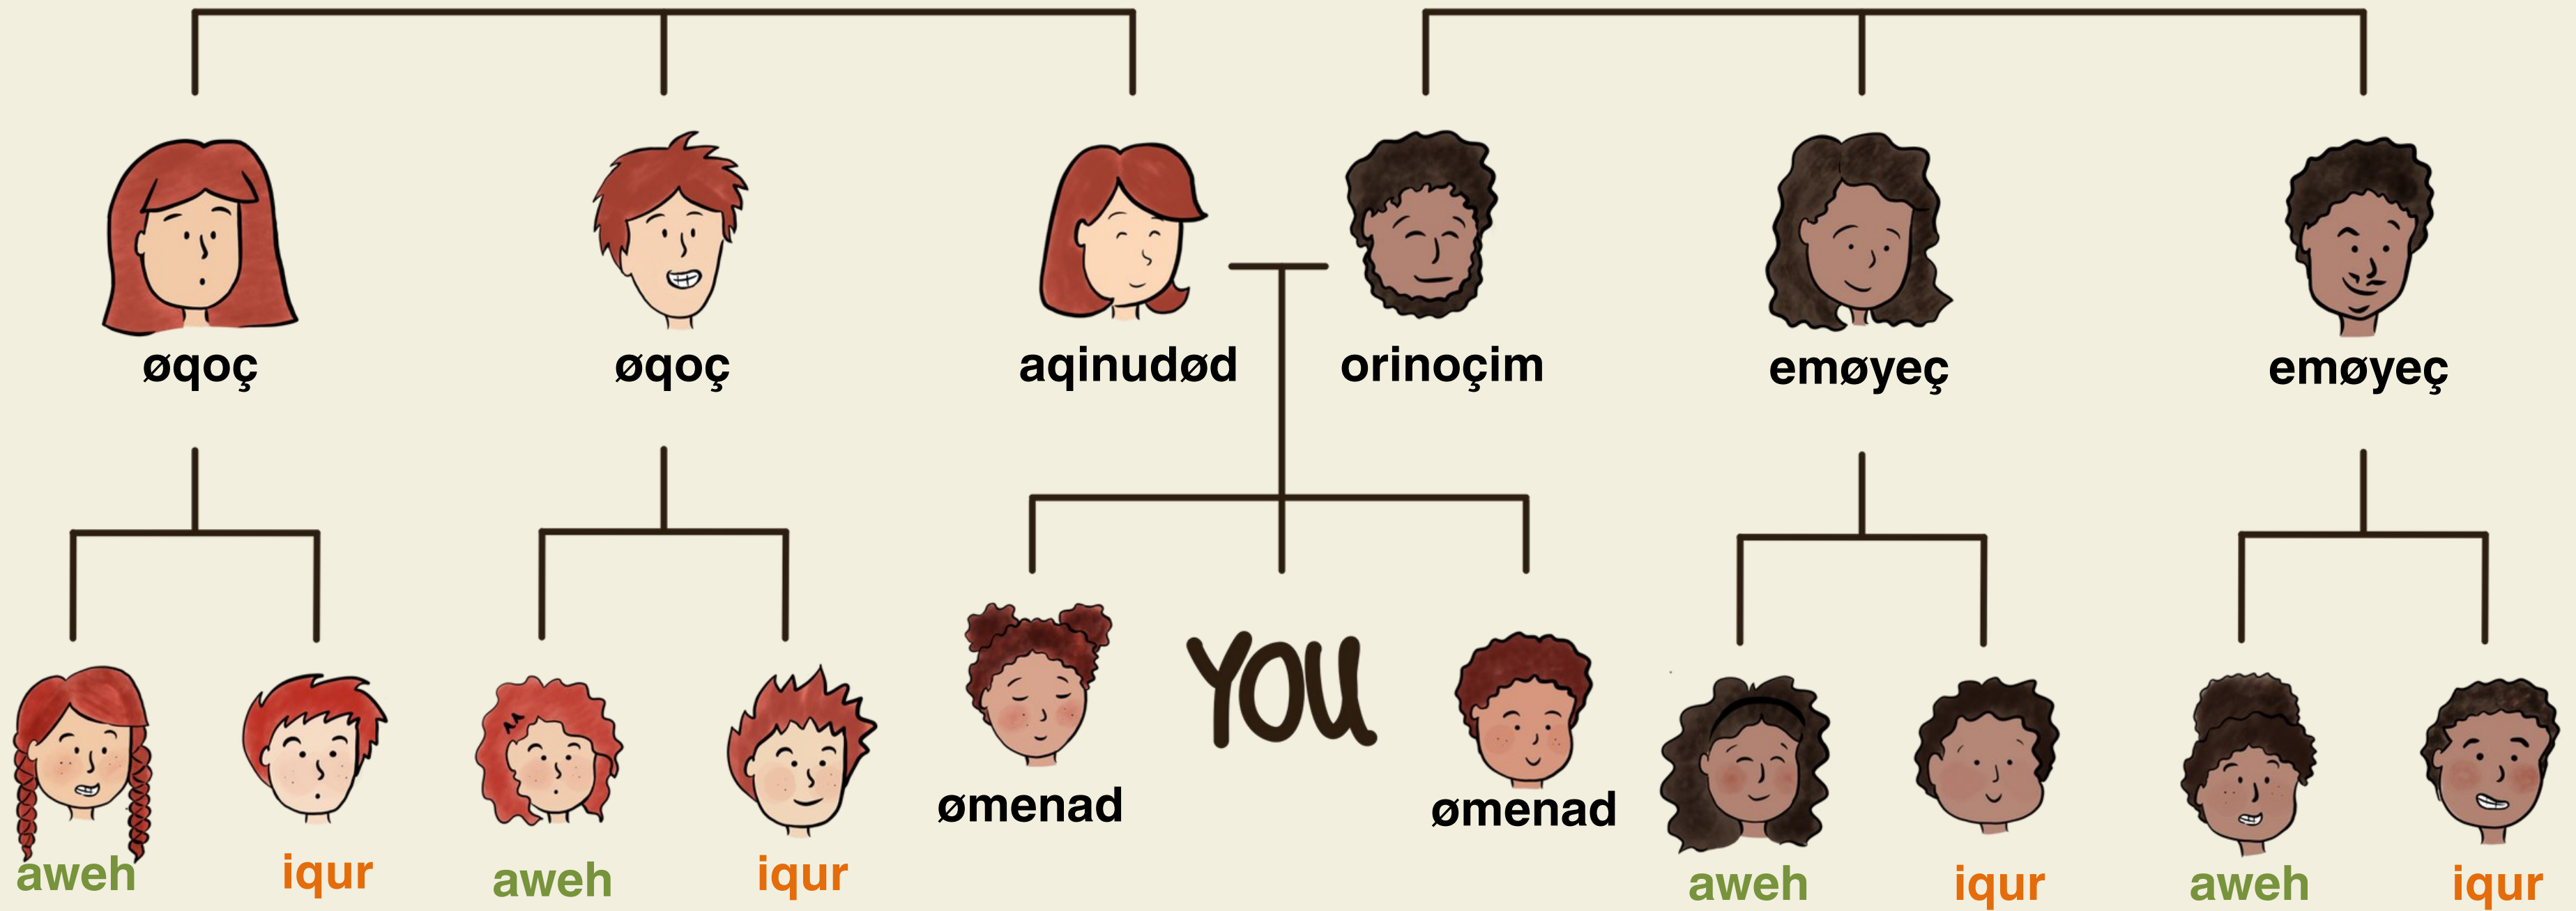 øqoç øqoç aqinudød orinoçim emøyeç emøyeç
YOU
ømenad ømenad
aweh iqur aweh iqur aweh iqur aweh iqur